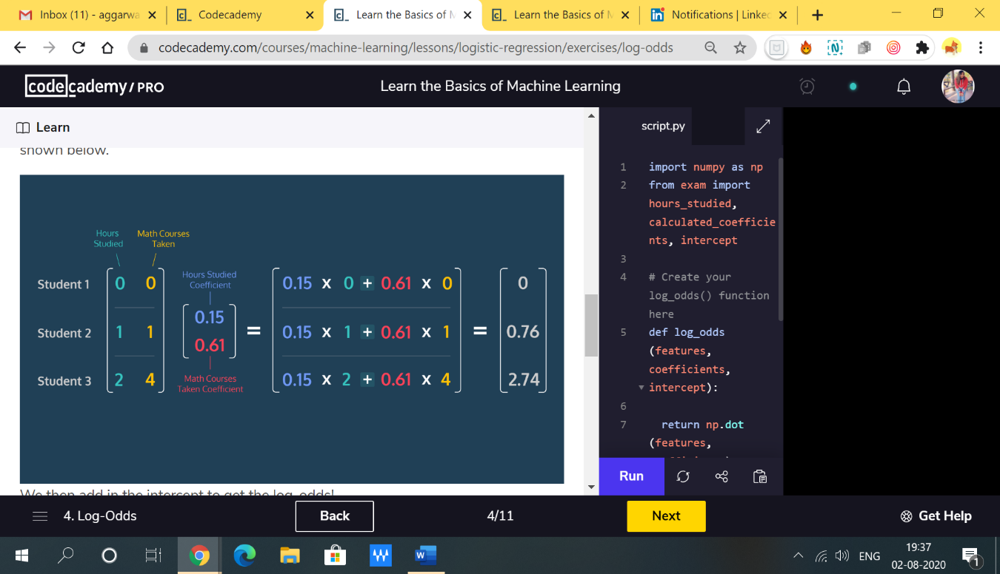 Inbox (11) - aggarwa
Codecademy
Learn the Basics of M
Learn the Basics of M
Notifications | Linked
codecademy.com/courses/machine-learning/lessons/logistic-regression/exercises/log-odds
codecademy / PRO
Learn the Basics of Machine Learning
Learn
shown below.
Hours Studied
Math Courses Taken
Student 1
0 0
Student 2
1 1
Student 3
2 4
Hours Studied
Coefficient
0.15
0.61
Math Courses
Taken Coefficient
=
0.15 x 0 + 0.61 x 0
0.15 x 1 + 0.61 x 1
0.15 x 2 + 0.61 x 4
=
0
0.76
2.74
We then add in the intercept to get the log-odds!
script.py
1 import numpy as np
2 from exam import
hours_studied,
calculated_coefficie
nts, intercept
3
4 # Create your
log_odds() function
here
5 def log_odds
(features,
coefficients,
intercept):
6
7 return np.dot
(features,
Run
4. Log-Odds
Back
4/11
Next
Get Help
ENG
19:37
02-08-2020
1